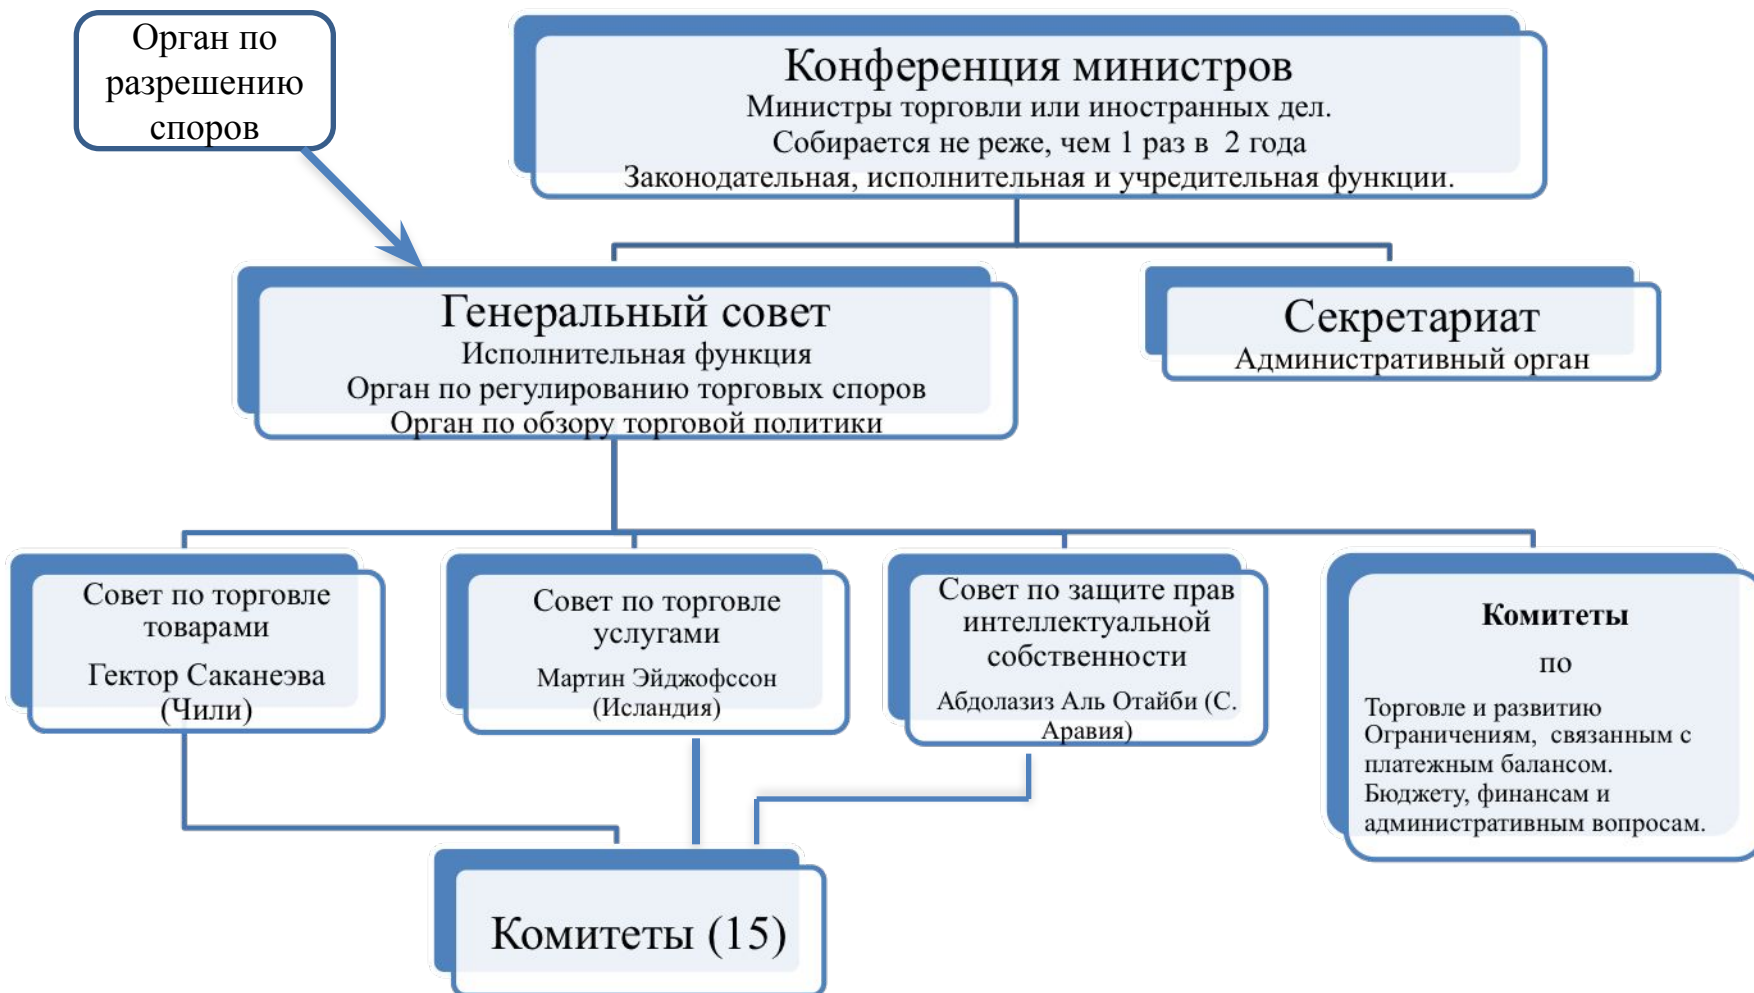 Орган по
разрешению
споров
Конференция министров
Министры торговли или иностранных дел.
Собирается не реже, чем 1 раз в 2 года
Законодательная, исполнительная и учредительная функции.
Генеральный совет
Исполнительная функция
Орган по регулированию торговых споров
Орган по обзору торговой политики
Секретариат
Административный орган
Совет по торговле
товарами
Гектор Саканеэва
(Чили)
Совет по торговле
услугами
Мартин Эйджофссон
(Исландия)
Совет по защите прав
интеллектуальной
собственности
Абдолазиз Аль Отайби (С.
Аравия)
Комитеты
по
Торговле и развитию
Ограничениям, связанным с
платежным балансом.
Бюджету, финансам и
административным вопросам.
Комитеты (15)